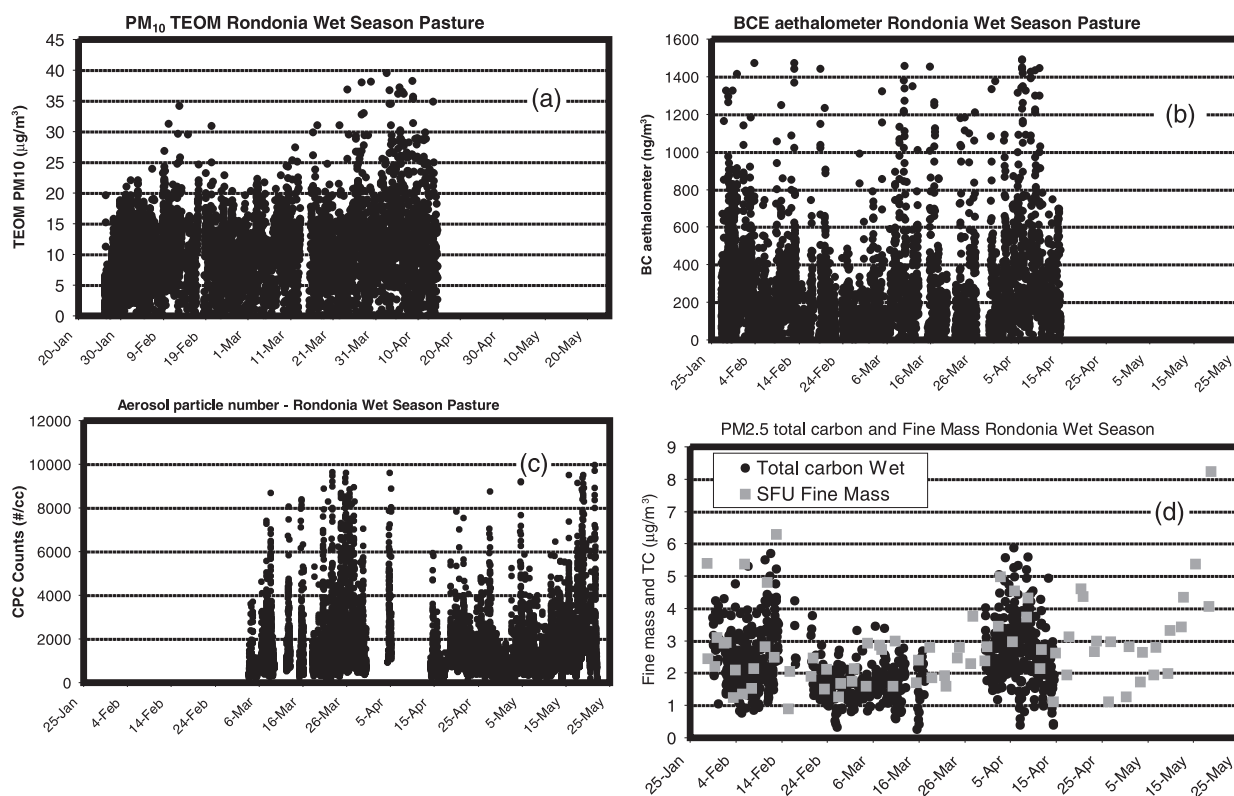 PM10 TEOM Rondonia Wet Season Pasture
TEOM PM10 (µg/m³)
45
40
35
30
25
20
15
10
5
0
(a)
20-Jan
30-Jan
9-Feb
19-Feb
1-Mar
11-Mar
21-Mar
31-Mar
10-Apr
20-Apr
30-Apr
10-May
20-May
BCE aethalometer Rondonia Wet Season Pasture
BC aethalometer (ng/m³)
1600
1400
1200
1000
800
600
400
200
0
(b)
25-Jan
4-Feb
14-Feb
24-Feb
6-Mar
16-Mar
26-Mar
5-Apr
15-Apr
25-Apr
5-May
15-May
25-May
Aerosol particle number - Rondonia Wet Season Pasture
CPC Counts (#/cc)
12000
10000
8000
6000
4000
2000
0
(c)
25-Jan
4-Feb
14-Feb
24-Feb
6-Mar
16-Mar
26-Mar
5-Apr
15-Apr
25-Apr
5-May
15-May
25-May
PM2.5 total carbon and Fine Mass Rondonia Wet Season
Fine mass and TC (µg/m³)
9
8
7
6
5
4
3
2
1
0
Total carbon Wet
SFU Fine Mass
(d)
25-Jan
4-Feb
14-Feb
24-Feb
6-Mar
16-Mar
26-Mar
5-Apr
15-Apr
25-Apr
5-May
15-May
25-May